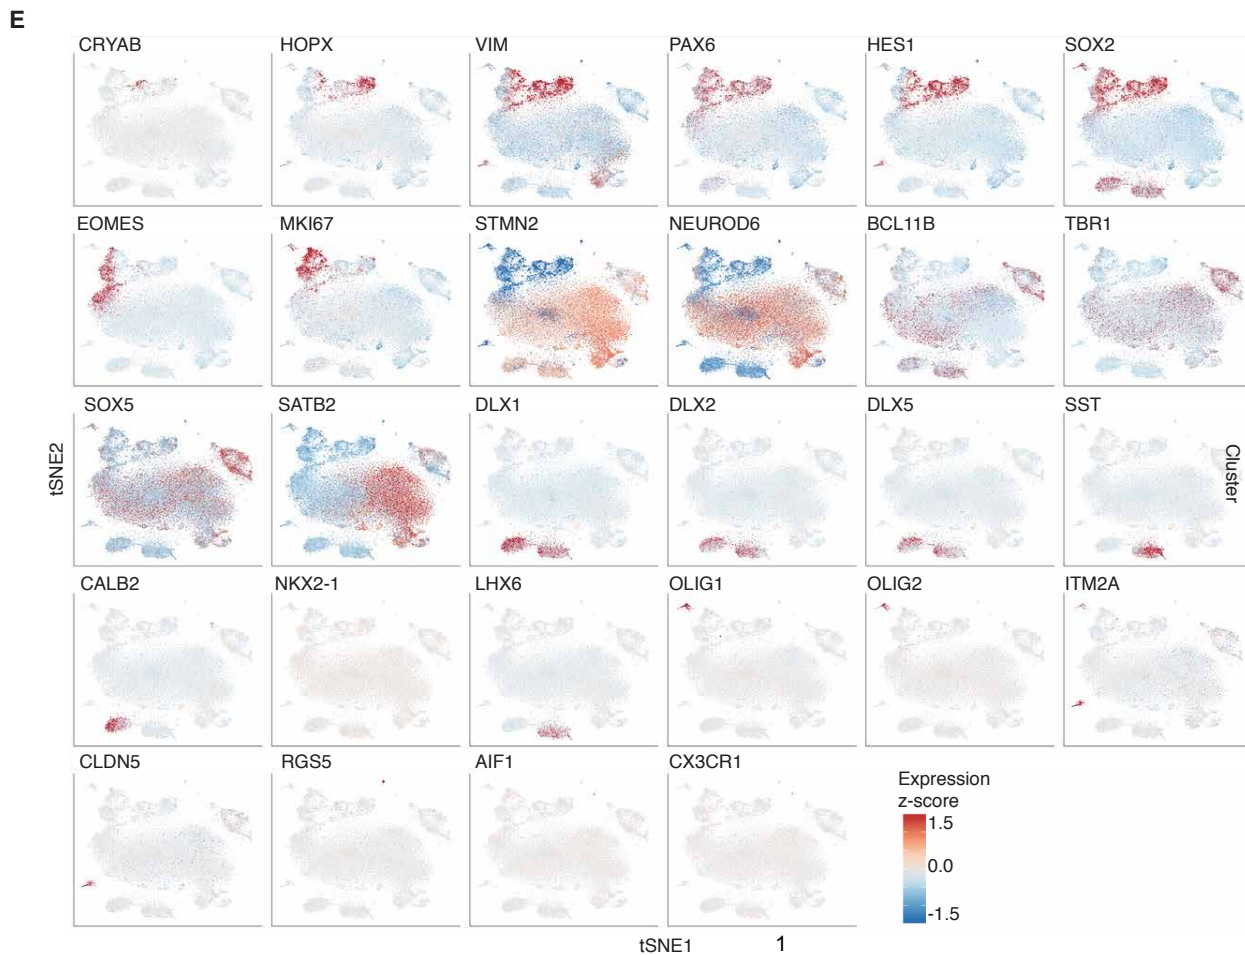 E
CRYAB HOPX VIM PAX6 HES1 SOX2
EOMES MKI67 STMN2 NEUROD6 BCL11B TBR1
SOX5 SATB2 DLX1 DLX2 DLX5 SST
tSNE2
Cluster
CALB2 NKX2-1 LHX6 OLIG1 OLIG2 ITM2A
CLDN5 RGS5 AIF1 CX3CR1
Expression
z-score
1.5
0.0
-1.5
tSNE1 1